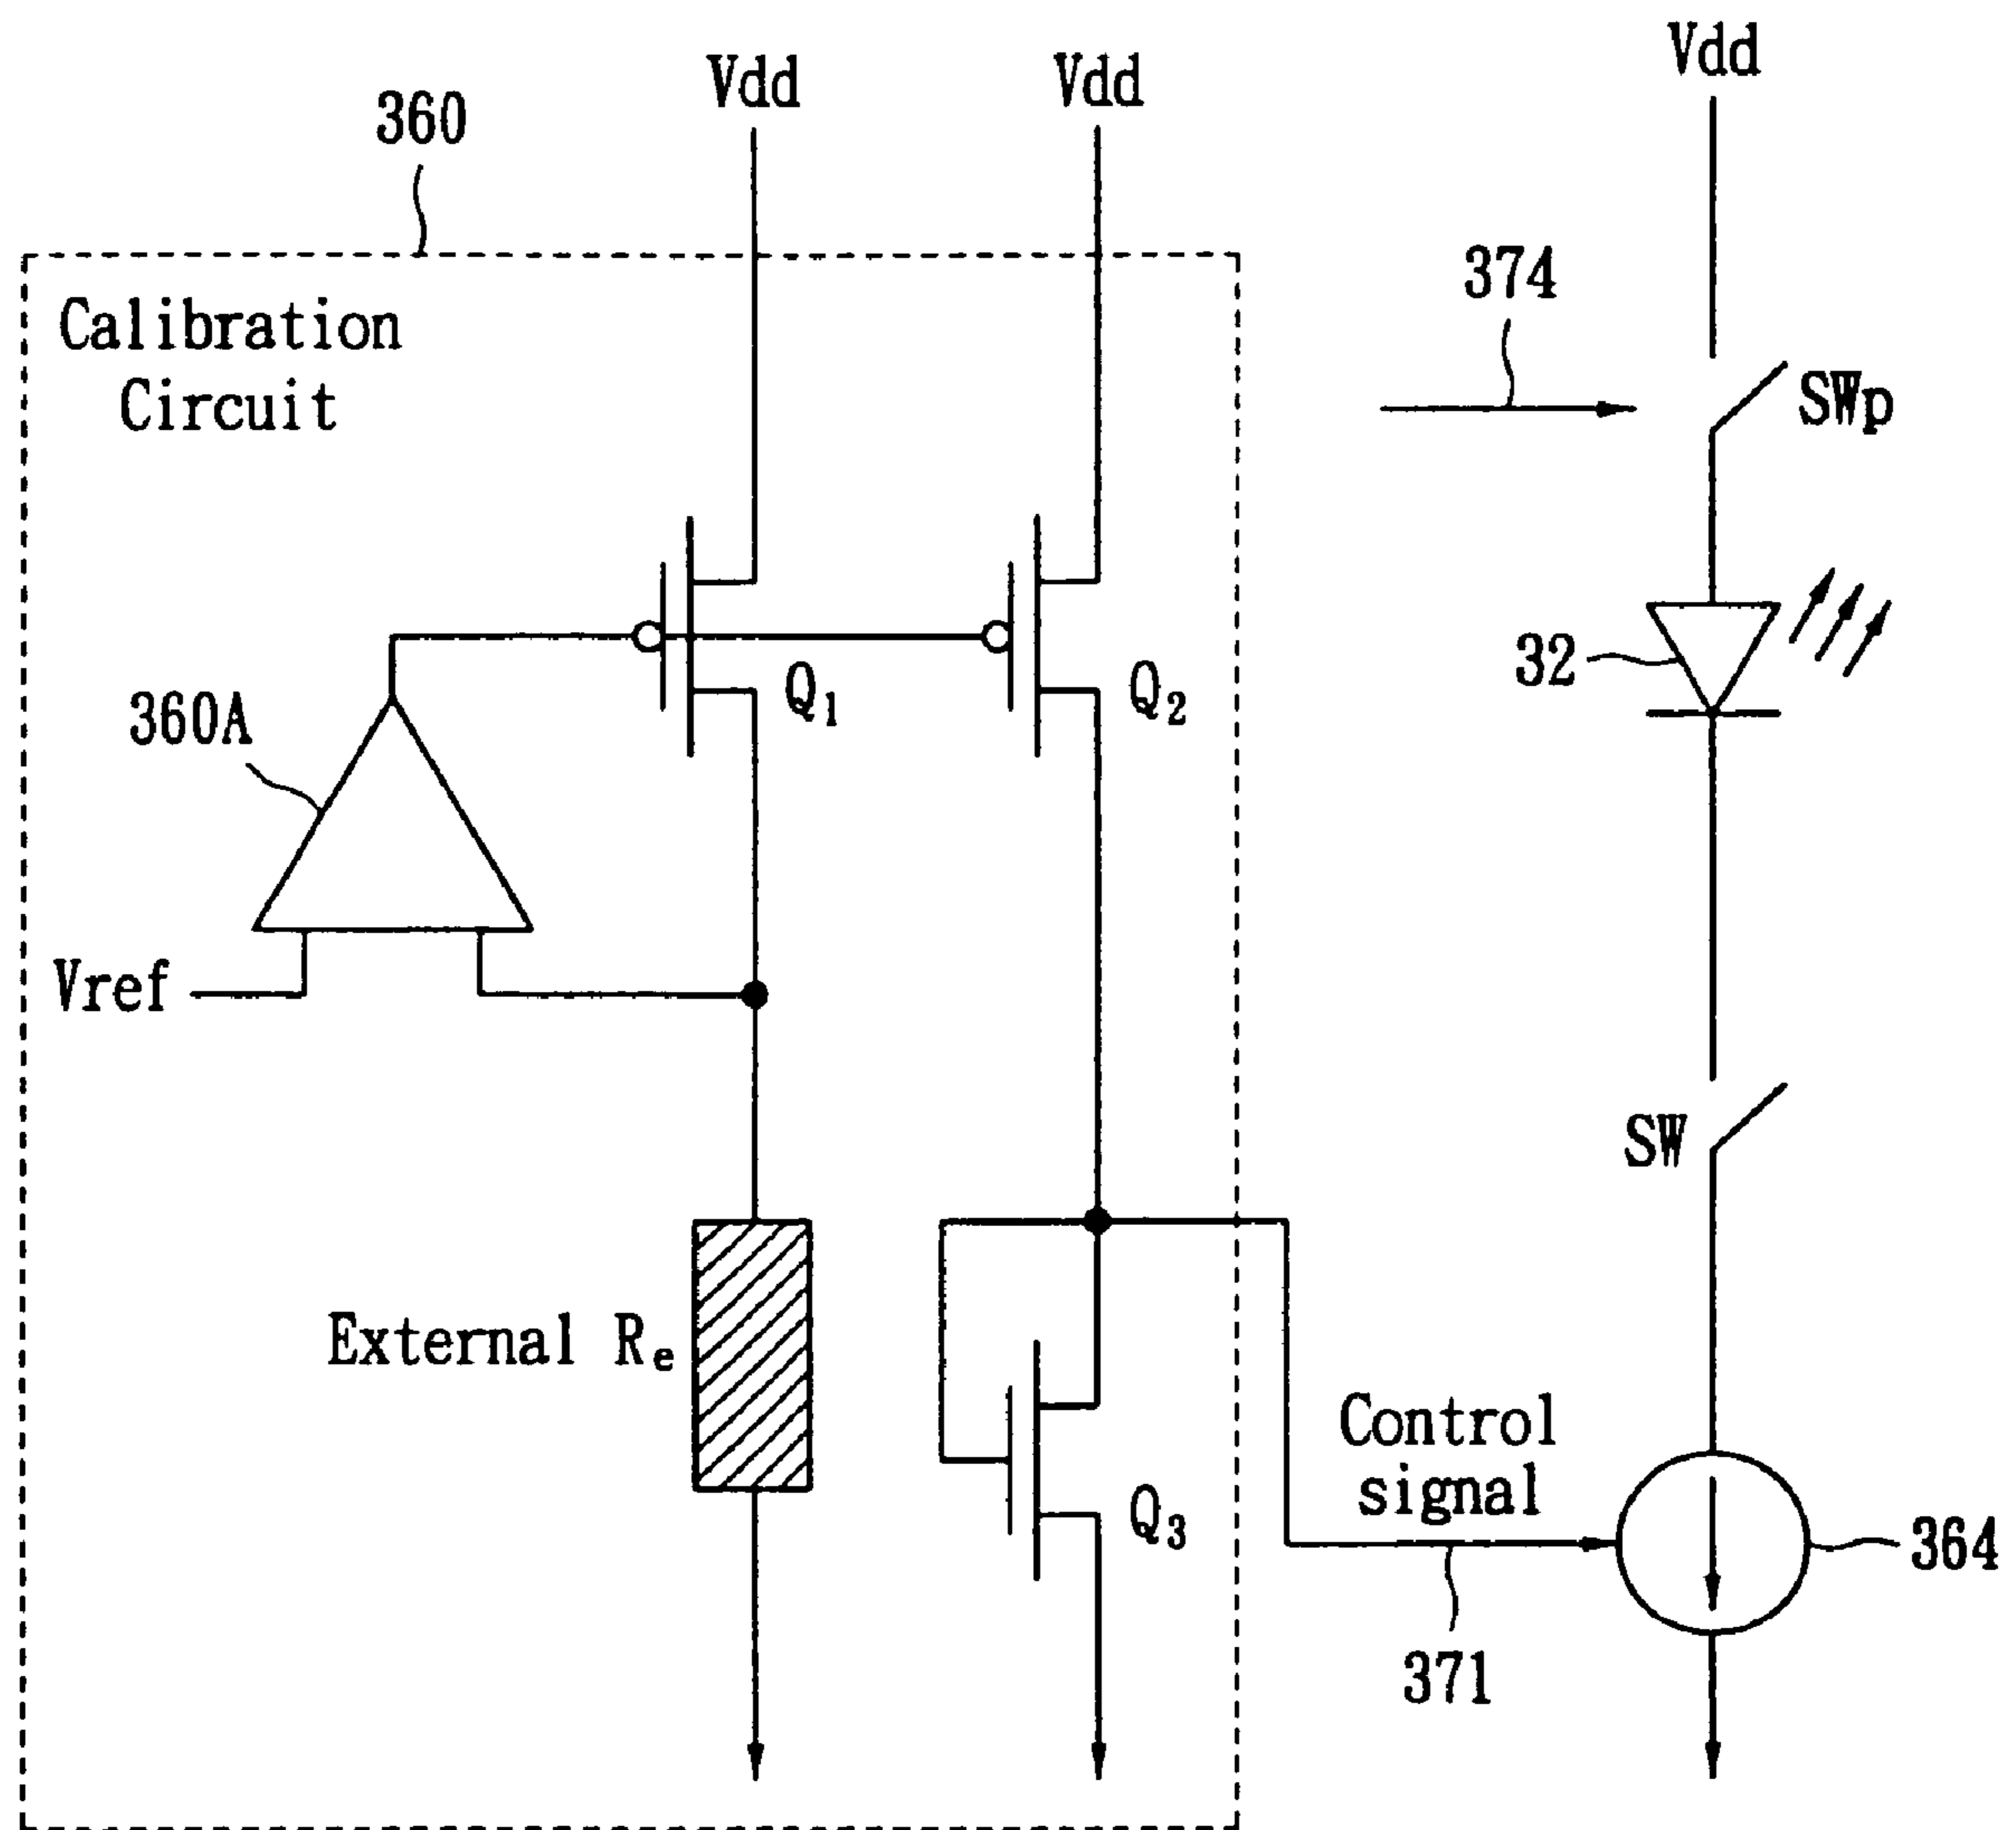 Vdd
Vdd
Vdd
360
374
Calibration
Circuit
SWp
32
Q₁
Q₂
360A
Vref
SW
External Rₑ
Control
signal
Q₃
364
371